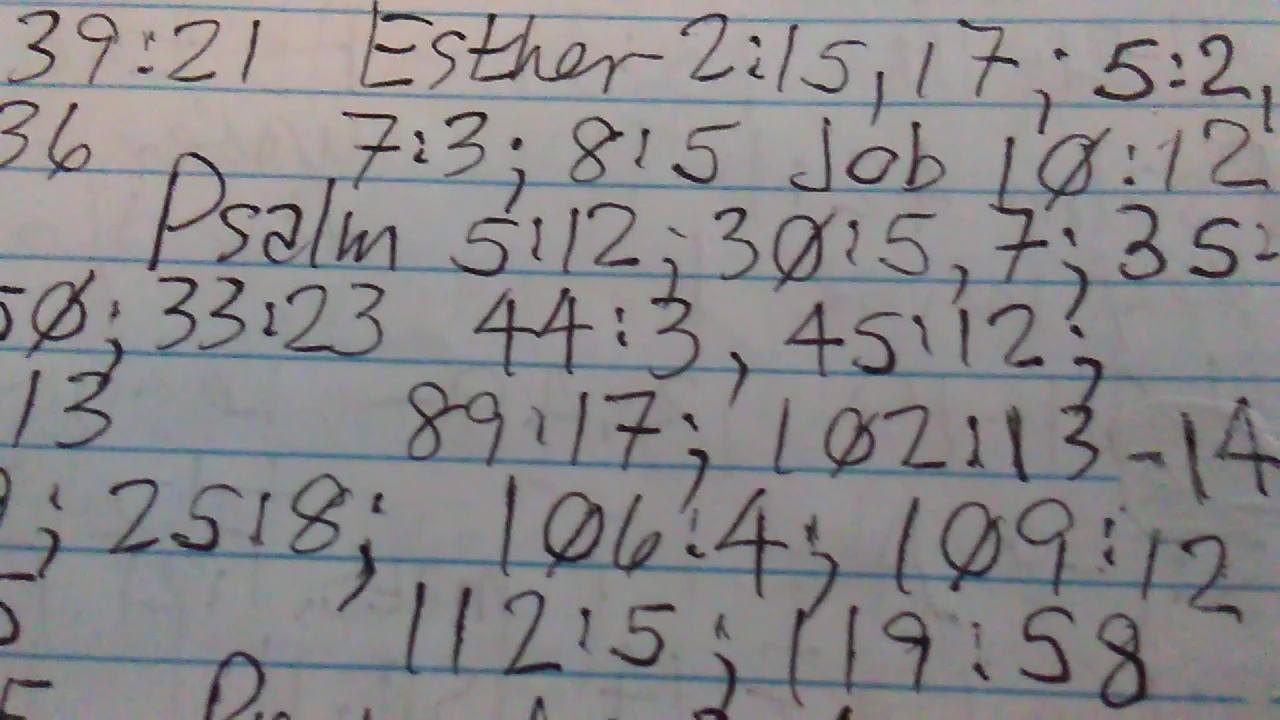 39:21 Esther 2:15, 17; 5:2,
36 7:3; 8:5 Job 10:12
Psalm 5:12; 30:5, 7; 35:
50; 33:23 44:3, 45:12;
13 89:17; 102:13-14
; 25:8; 106:4; 109:12
5 112:5; 119:58